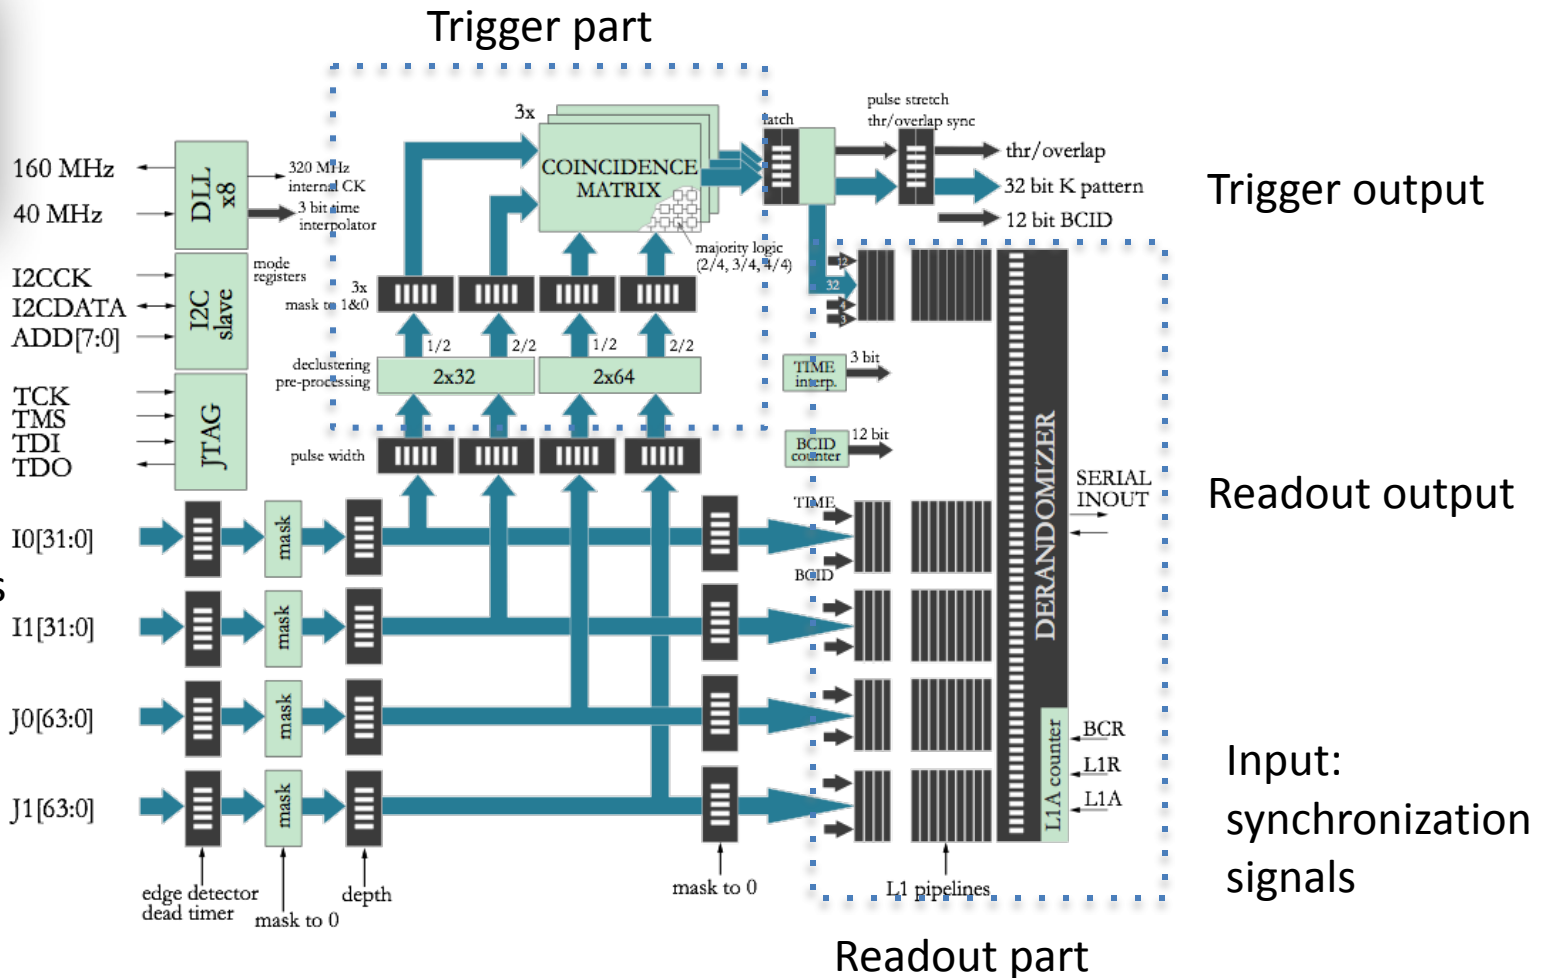 Trigger part
3x
COINCIDENCE
MATRIX
latch
pulse stretch
thr/overlap sync
thr/overlap
32 bit K pattern
12 bit BCID
Trigger output
160 MHz
40 MHz
DLL
x8
320 MHz
internal CK
3 bit time
interpolator
I2CCK
I2CDATA
ADD[7:0]
I2C
slave
mode
registers
TCK
TMS
TDI
TDO
JTAG
majority logic
(2/4, 3/4, 4/4)
3x
mask to 1&0
1/2
2/2
1/2
2/2
declustering
pre-processing
2x32
2x64
pulse width
12
32
4
3
TIME
interp.
3 bit
BCID
counter
12 bit
DERANDOMIZER
SERIAL
INOUT
Readout output
I0[31:0]
mask
TIME
BCID
s
I1[31:0]
mask
J0[63:0]
mask
J1[63:0]
mask
L1A counter
BCR
L1R
L1A
Input:
synchronization
signals
edge detector
dead timer
mask to 0
depth
mask to 0
L1 pipelines
Readout part